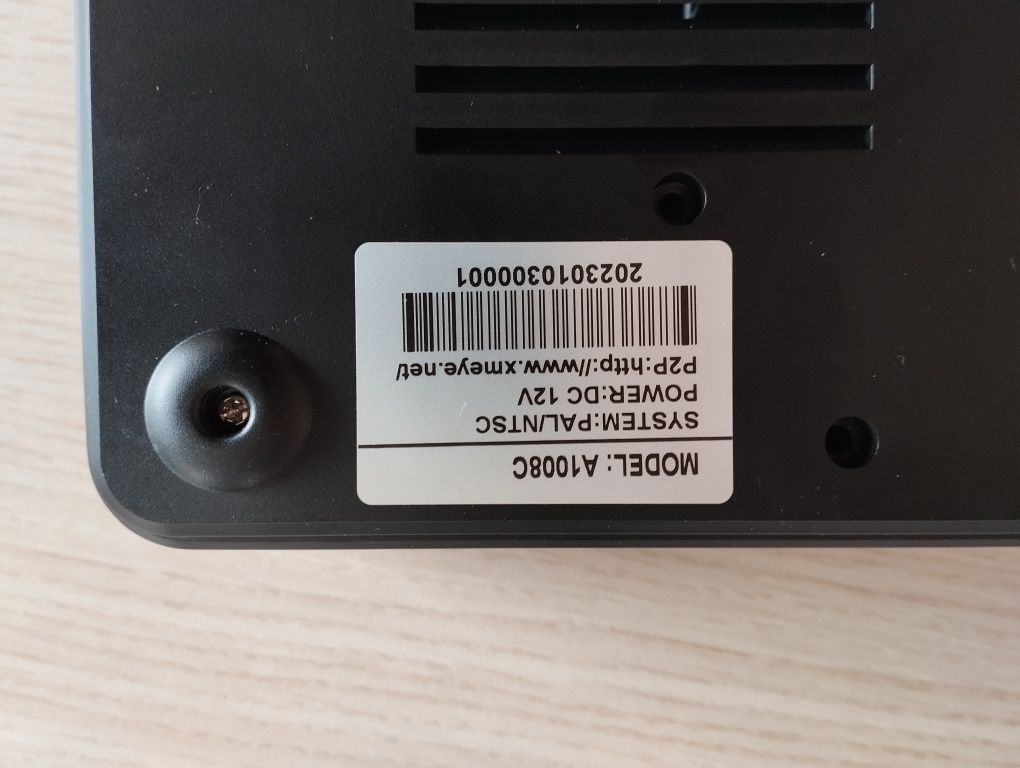 MODEL: A1008C
SYSTEM:PAL/NTSC
POWER:DC 12V
P2P:http://www.xmeye.net/
2023010300001